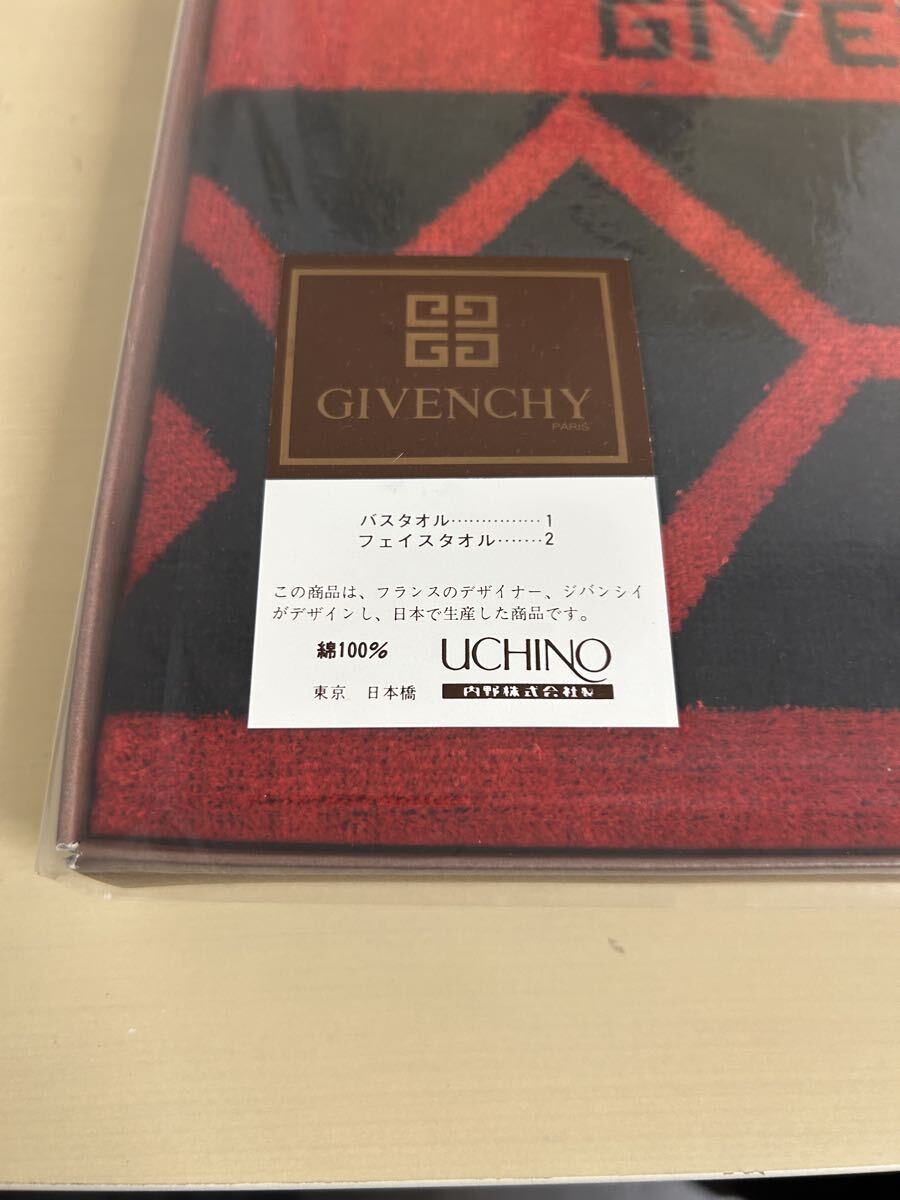 GIVE
GIVENCHY
PARIS
バスタオル……………1
フェイスタオル…….2
この商品は、フランスのデザイナー、ジバンシイ
がデザインし、日本で生産した商品です。
綿100%
UCHINO
東京 日本橋
内野株式会社製